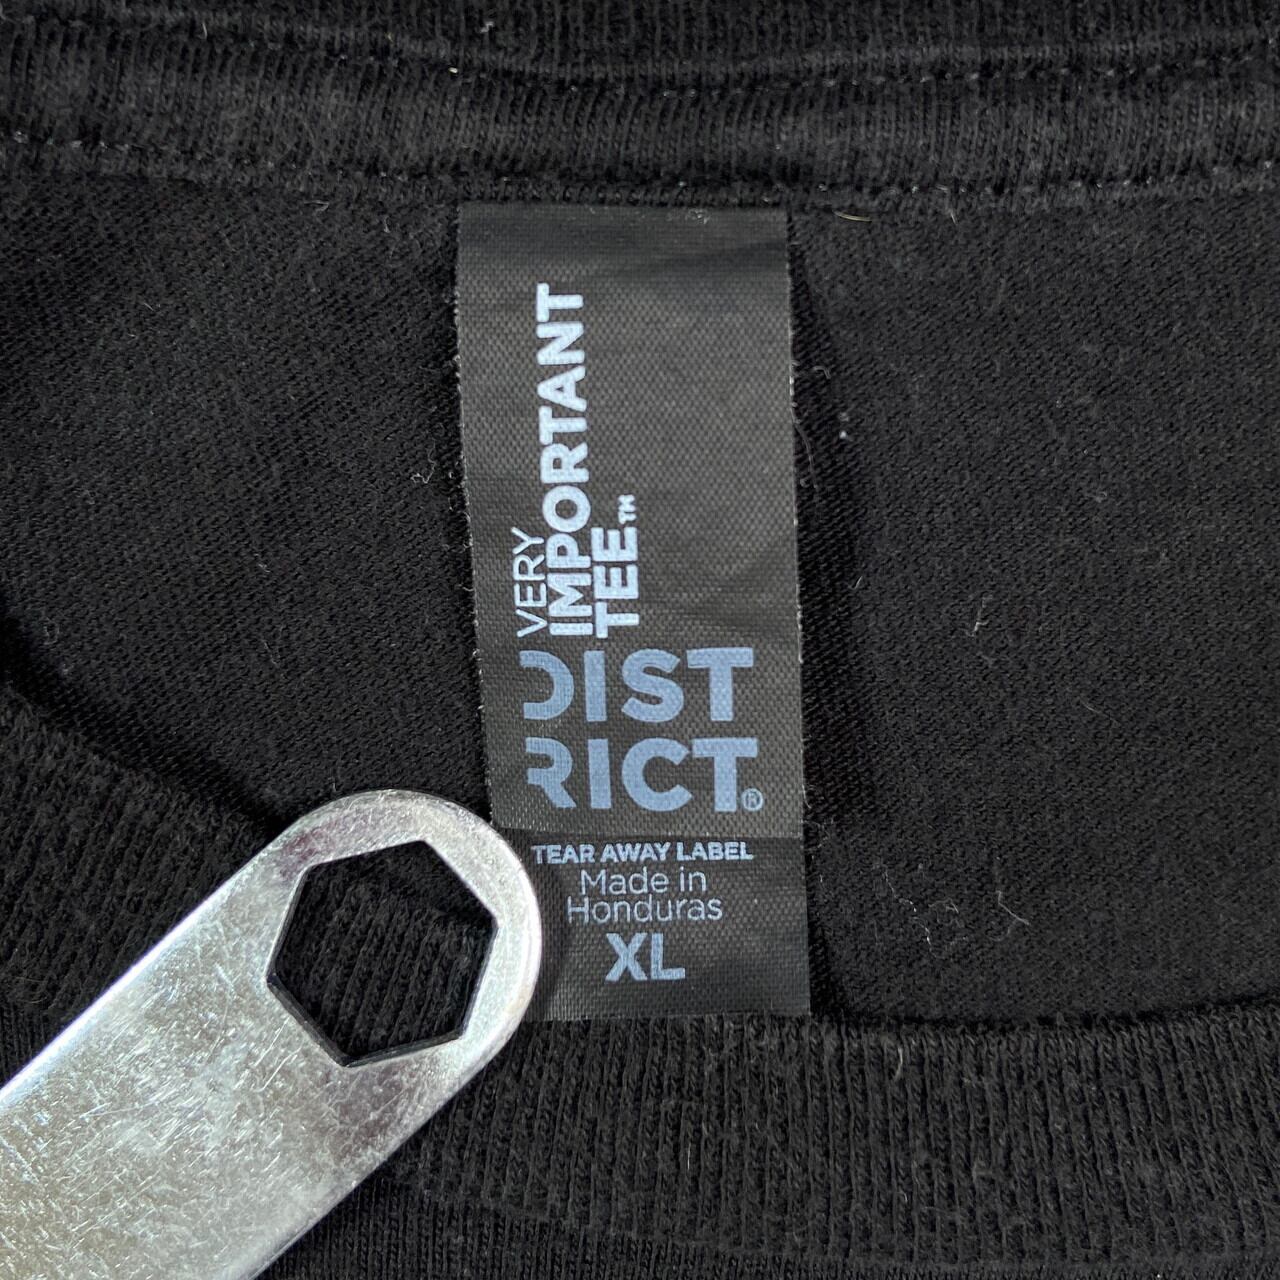 VERY
IMPORTANT
TEE™
DIST
RICT®
TEAR AWAY LABEL
Made in
Honduras
XL